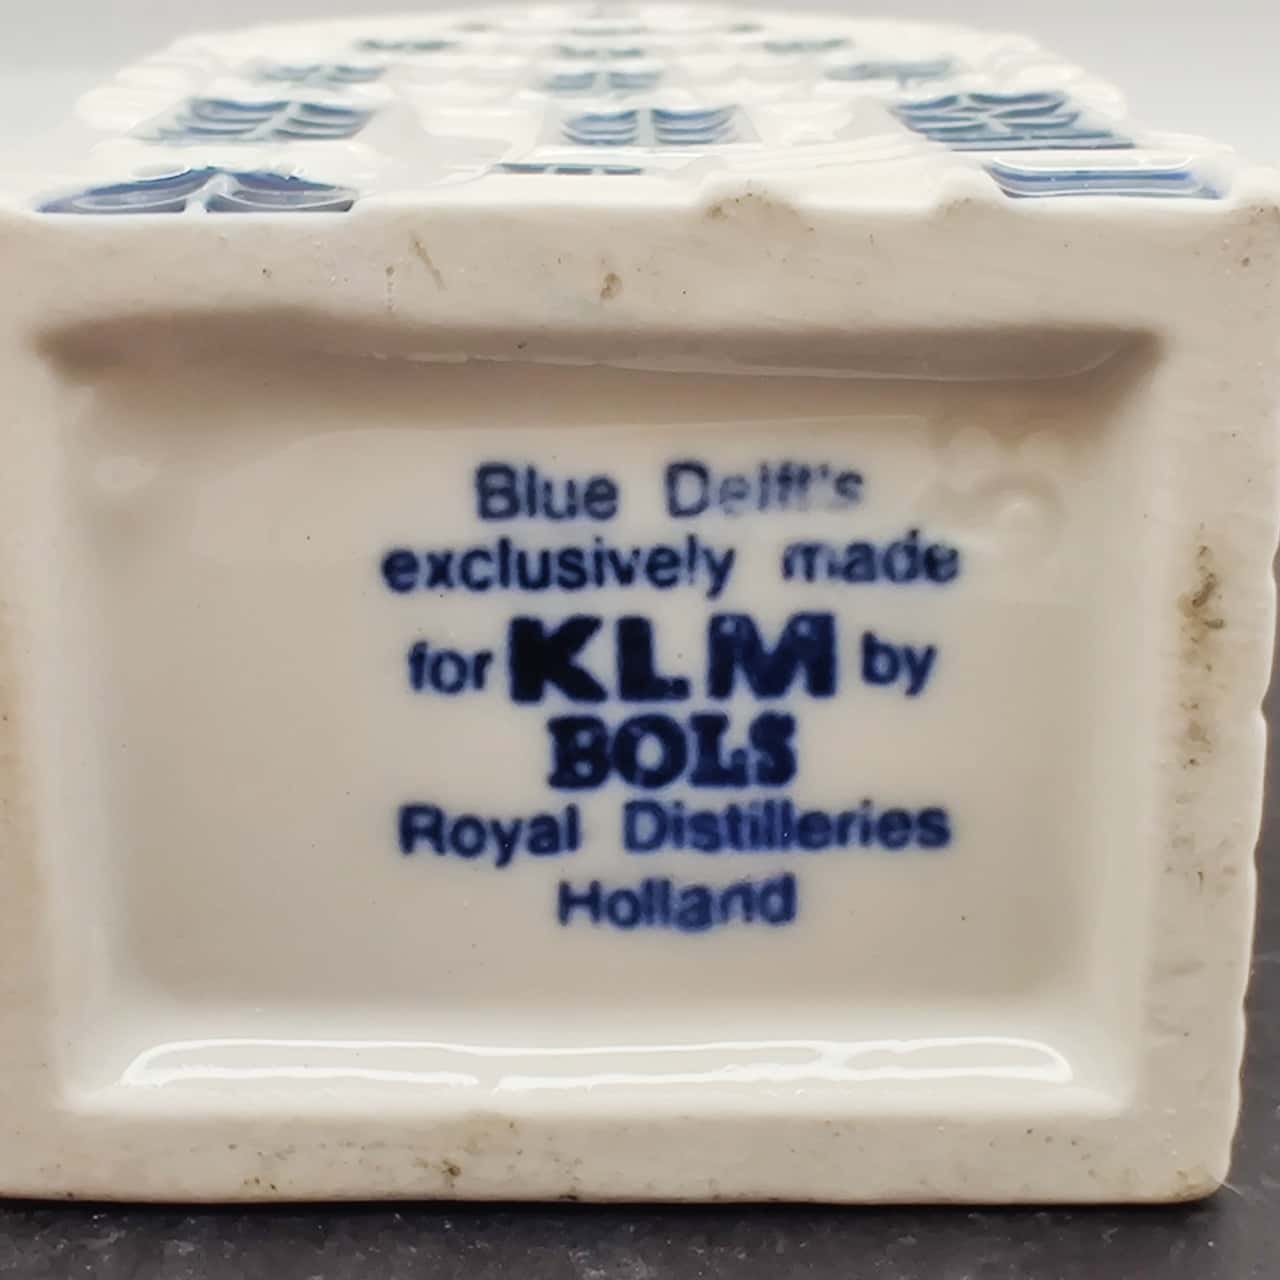 Blue Delft's
exclusively made
for KLM by
BOLS
Royal Distilleries
Holland